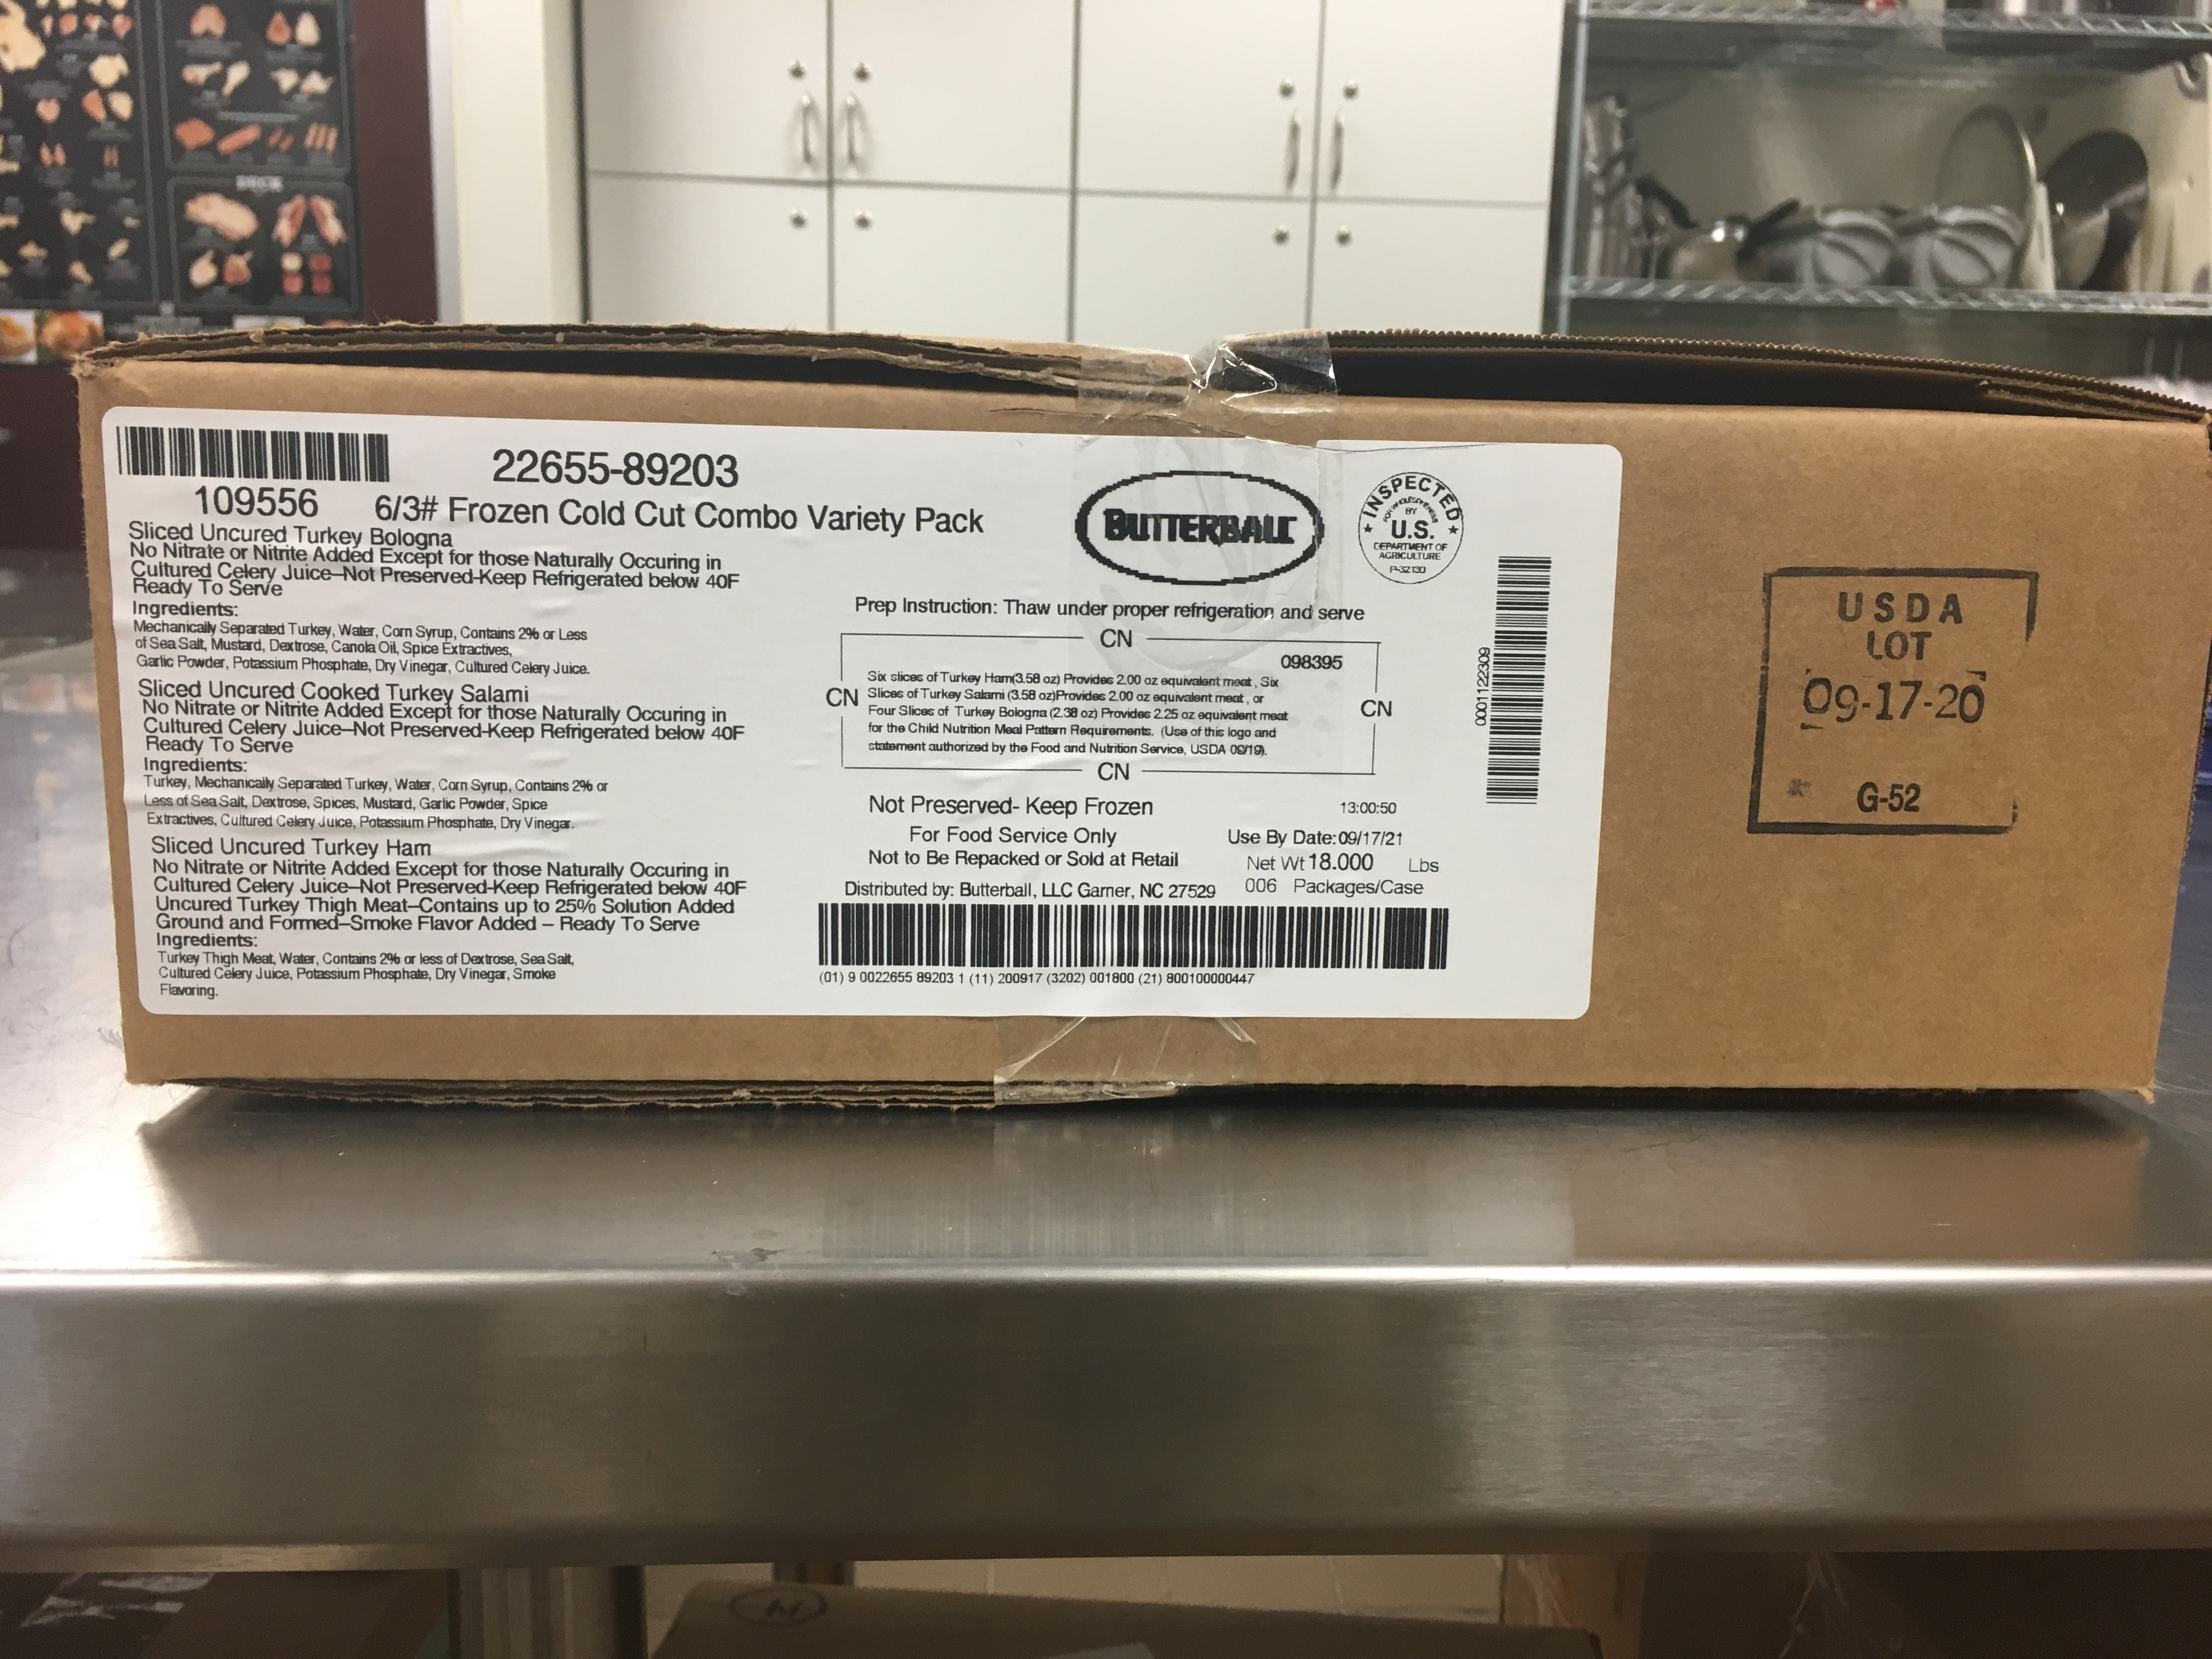 22655-89203
109556 6/3# Frozen Cold Cut Combo Variety Pack
Sliced Uncured Turkey Bologna
No Nitrate or Nitrite Added Except for those Naturally Occuring in
Cultured Celery Juice–Not Preserved-Keep Refrigerated below 40F
Ready To Serve
Ingredients:
Mechanically Separated Turkey, Water, Corn Syrup, Contains 2% or Less
of Sea Salt, Mustard, Dextrose, Canola Oil, Spice Extractives,
Garlic Powder, Potassium Phosphate, Dry Vinegar, Cultured Celery Juice.
Sliced Uncured Cooked Turkey Salami
No Nitrate or Nitrite Added Except for those Naturally Occuring in
Cultured Celery Juice–Not Preserved-Keep Refrigerated below 40F
Ready To Serve
Ingredients:
Turkey, Mechanically Separated Turkey, Water, Corn Syrup, Contains 2% or
Less of Sea Salt, Dextrose, Spices, Mustard, Garlic Powder, Spice
Extractives, Cultured Celery Juice, Potassium Phosphate, Dry Vinegar.
Sliced Uncured Turkey Ham
No Nitrate or Nitrite Added Except for those Naturally Occuring in
Cultured Celery Juice–Not Preserved-Keep Refrigerated below 40F
Uncured Turkey Thigh Meat–Contains up to 25% Solution Added
Ground and Formed–Smoke Flavor Added – Ready To Serve
Ingredients:
Turkey Thigh Meat, Water, Contains 2% or less of Dextrose, Sea Salt,
Cultured Celery Juice, Potassium Phosphate, Dry Vinegar, Smoke
Flavoring.
BUTTERBALL
INSPECTED
FOR WHOLESOMENESS
BY
U.S.
DEPARTMENT OF
AGRICULTURE
P-32130
Prep Instruction: Thaw under proper refrigeration and serve
CN
098395
CN
CN
Six slices of Turkey Ham(3.58 oz) Provides 2.00 oz equivalent meat , Six
Slices of Turkey Salami (3.58 oz)Provides 2.00 oz equivalent meat , or
Four Slices of Turkey Bologna (2.38 oz) Provides 2.25 oz equivalent meat
for the Child Nutrition Meal Pattern Requirements. (Use of this logo and
statement authorized by the Food and Nutrition Service, USDA 09/19).
CN
0001122309
Not Preserved- Keep Frozen
13:00:50
For Food Service Only
Use By Date:09/17/21
Not to Be Repacked or Sold at Retail
Net Wt 18.000 Lbs
Distributed by: Butterball, LLC Garner, NC 27529
006 Packages/Case
(01) 9 0022655 89203 1 (11) 200917 (3202) 001800 (21) 800100000447
USDA
LOT
09-17-20
G-52